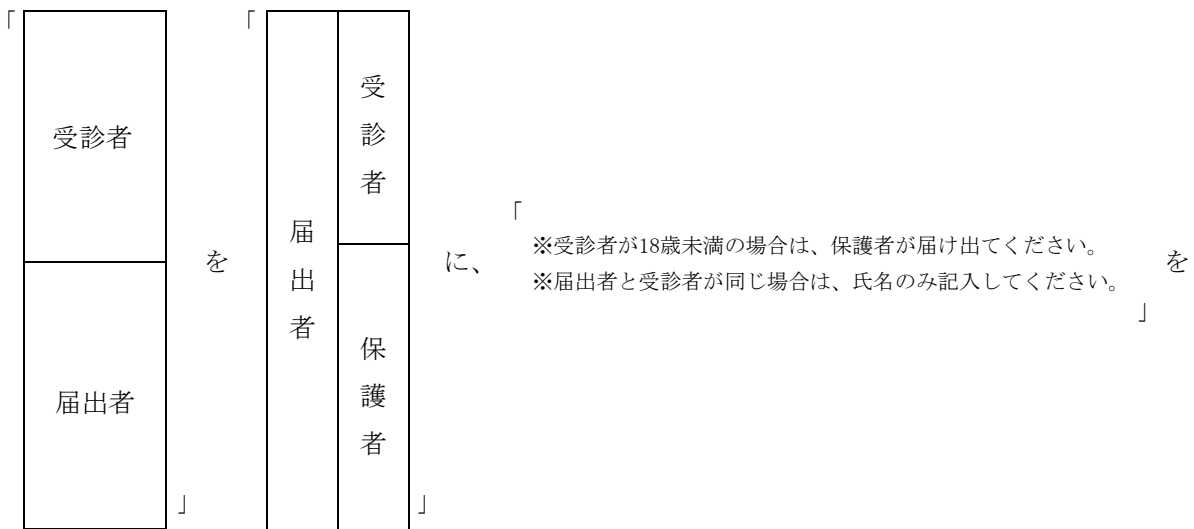 「
受診者
届出者
」
を
「
届出者
受診者
保護者
」
に、
「
※受診者が18歳未満の場合は、保護者が届け出てください。
※届出者と受診者が同じ場合は、氏名のみ記入してください。
」
を